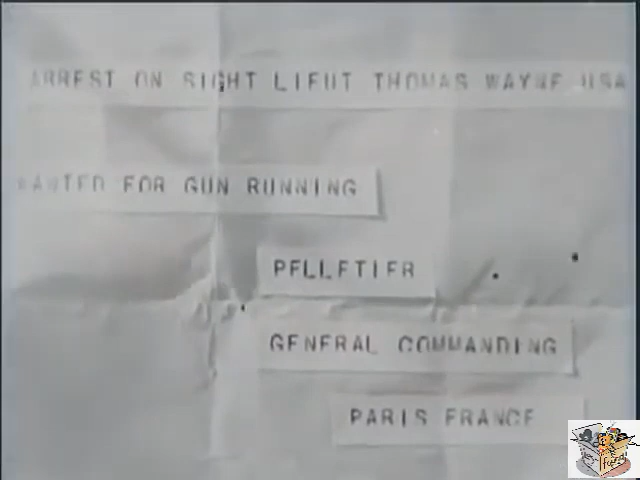 ARREST ON SIGHT LIEUT THOMAS WAYNE USA
WANTED FOR GUN RUNNING
PELLETIER
GENERAL COMMANDING
PARIS FRANCE